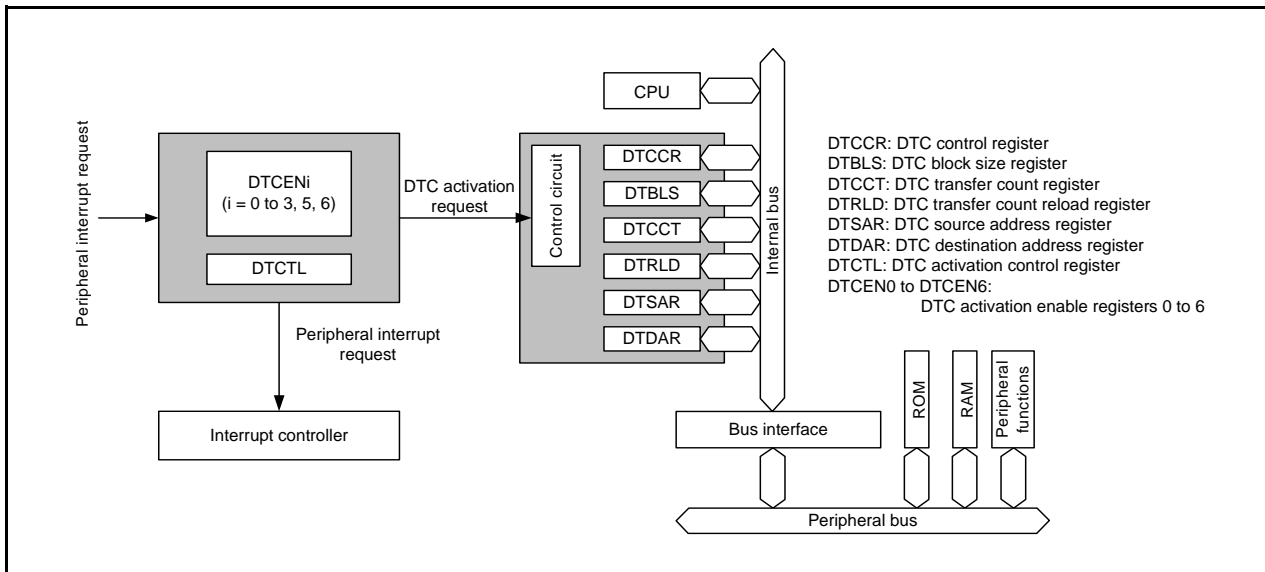 Peripheral interrupt request
DTCENi
(i = 0 to 3, 5, 6)
DTCTL
DTC activation
request
Peripheral interrupt
request
Interrupt controller
CPU
Control circuit
DTCCR
DTBLS
DTCCT
DTRLD
DTSAR
DTDAR
Internal bus
DTCCR: DTC control register
DTBLS: DTC block size register
DTCCT: DTC transfer count register
DTRLD: DTC transfer count reload register
DTSAR: DTC source address register
DTDAR: DTC destination address register
DTCTL: DTC activation control register
DTCEN0 to DTCEN6:
DTC activation enable registers 0 to 6
Bus interface
ROM
RAM
Peripheral
functions
Peripheral bus